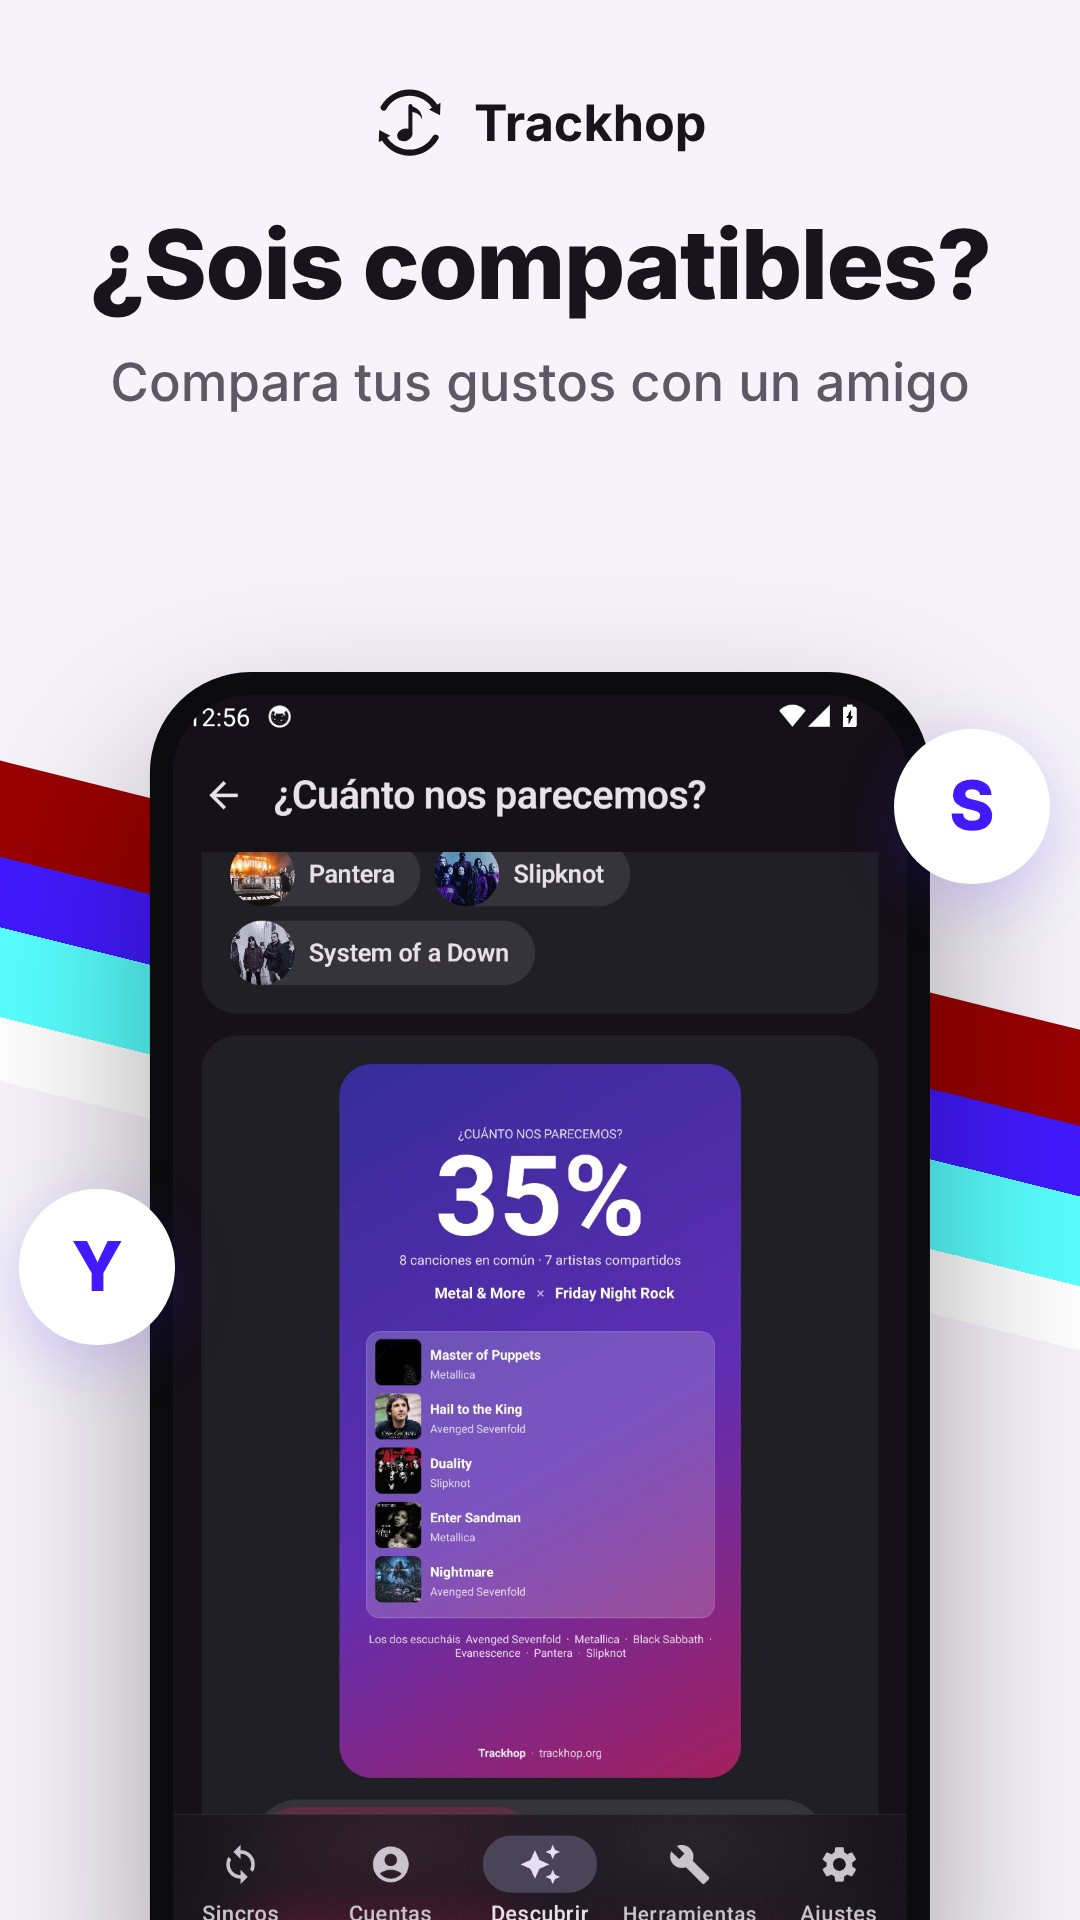 Trackhop
¿Sois compatibles?
Compara tus gustos con un amigo
12:56
¿Cuánto nos parecemos?
S
Pantera
Slipknot
System of a Down
¿CUÁNTO NOS PARECEMOS?
35%
8 canciones en común · 7 artistas compartidos
Y
Metal & More × Friday Night Rock
Master of Puppets
Metallica
Hail to the King
Avenged Sevenfold
Duality
Slipknot
Enter Sandman
Metallica
Nightmare
Avenged Sevenfold
Los dos escucháis Avenged Sevenfold · Metallica · Black Sabbath ·
Evanescence · Pantera · Slipknot
Trackhop · trackhop.org
Sincros
Cuentas
Descubrir
Herramientas
Ajustes